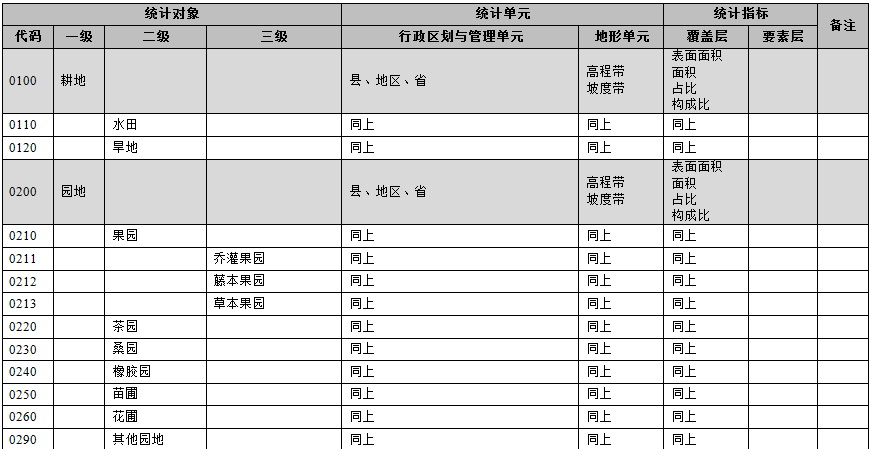 统计对象 统计单元 统计指标 备注
代码 一级 二级 三级 行政区划与管理单元 地形单元 覆盖层 要素层
0100 耕地 县、地区、省 高程带 坡度带 表面面积 面积 占比 构成比
0110 水田 同上 同上 同上
0120 旱地 同上 同上 同上
0200 园地 县、地区、省 高程带 坡度带 表面面积 面积 占比 构成比
0210 果园 同上 同上 同上
0211 乔灌果园 同上 同上 同上
0212 藤本果园 同上 同上 同上
0213 草本果园 同上 同上 同上
0220 茶园 同上 同上 同上
0230 桑园 同上 同上 同上
0240 橡胶园 同上 同上 同上
0250 苗圃 同上 同上 同上
0260 花圃 同上 同上 同上
0290 其他园地 同上 同上 同上